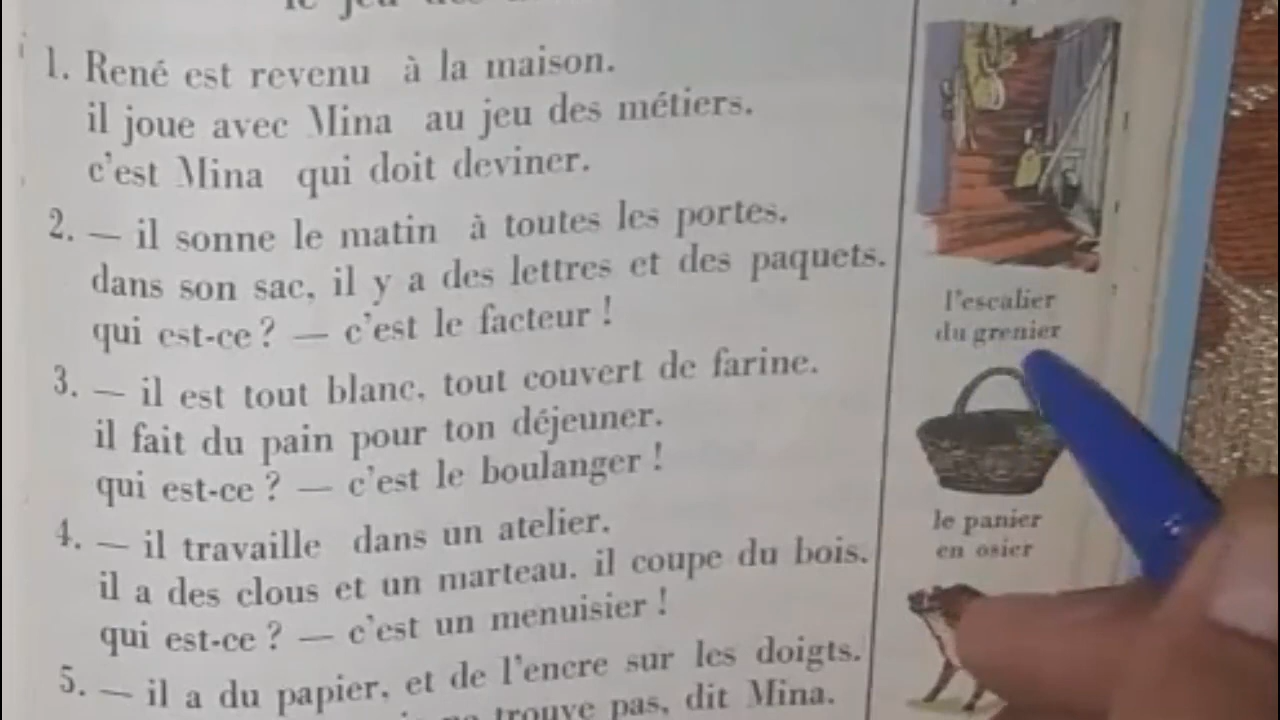 le jeu des
1. René est revenu à la maison.
il joue avec Mina au jeu des métiers.
c'est Mina qui doit deviner.
2. — il sonne le matin à toutes les portes.
dans son sac, il y a des lettres et des paquets.
qui est-ce ? — c'est le facteur !
3. — il est tout blanc, tout couvert de farine.
il fait du pain pour ton déjeuner.
qui est-ce ? — c'est le boulanger !
4. — il travaille dans un atelier.
il a des clous et un marteau. il coupe du bois.
qui est-ce ? — c'est un menuisier !
5. — il a du papier, et de l'encre sur les doigts.
trouve pas, dit Mina.
l'escalier
du grenier
le panier
en osier